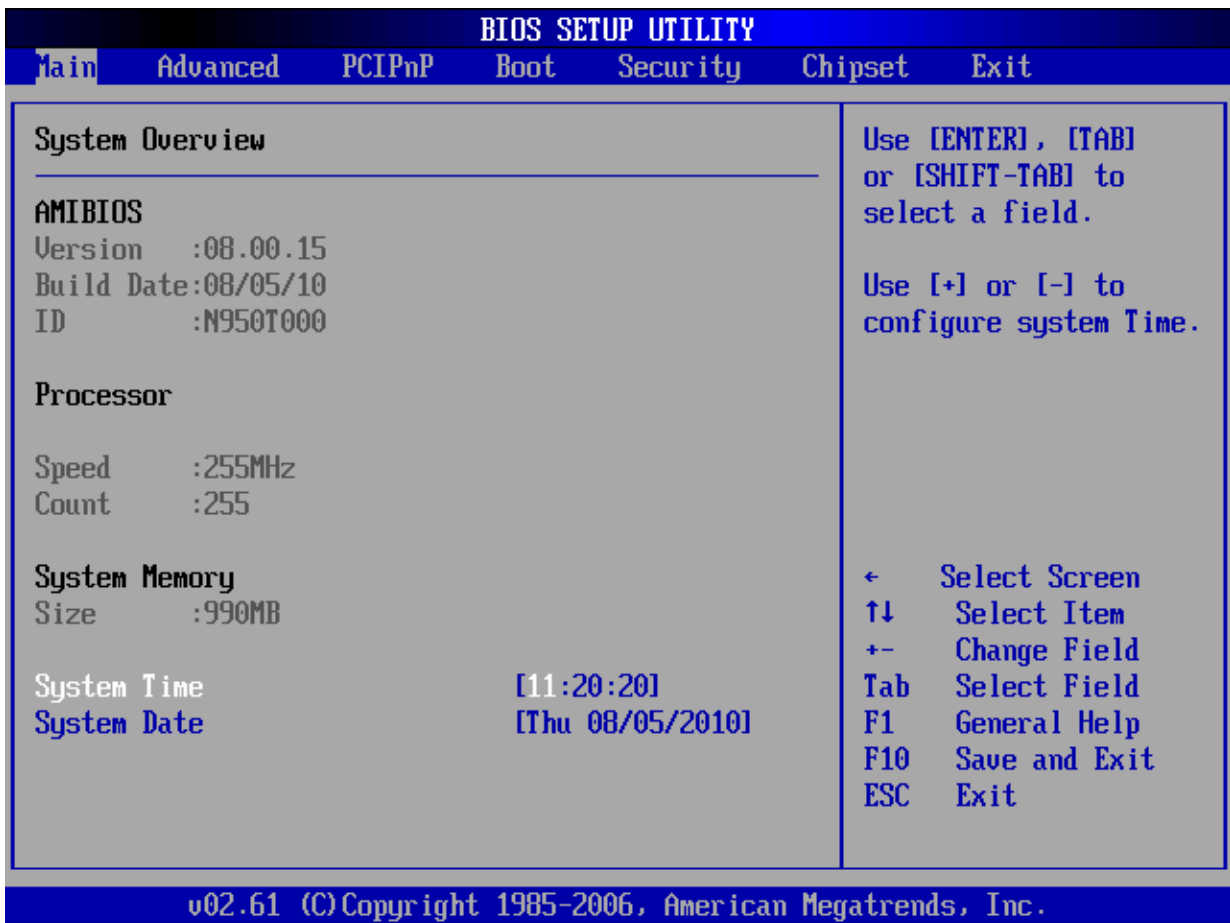 BIOS SETUP UTILITY
Main Advanced PCIPnP Boot Security Chipset Exit
System Overview
AMIBIOS
Version :08.00.15
Build Date:08/05/10
ID :N950T000
Processor
Speed :255MHz
Count :255
System Memory
Size :990MB
System Time [11:20:20]
System Date [Thu 08/05/2010]
Use [ENTER], [TAB]
or [SHIFT-TAB] to
select a field.
Use [+] or [-] to
configure system Time.
← Select Screen
↑↓ Select Item
+- Change Field
Tab Select Field
F1 General Help
F10 Save and Exit
ESC Exit
v02.61 (C)Copyright 1985-2006, American Megatrends, Inc.